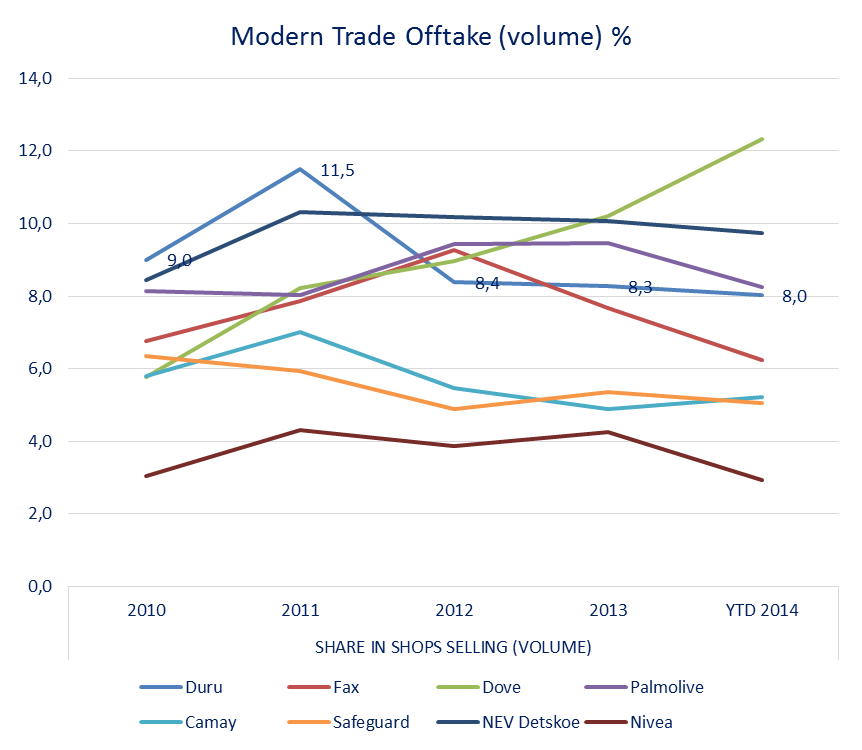 Modern Trade Offtake (volume) %
14,0
12,0
11,5
10,0
9,0
8,0
8,4
8,3
8,0
6,0
4,0
2,0
0,0
2010 2011 2012 2013 YTD 2014
SHARE IN SHOPS SELLING (VOLUME)
Duru Fax Dove Palmolive
Camay Safeguard NEV Detskoe Nivea